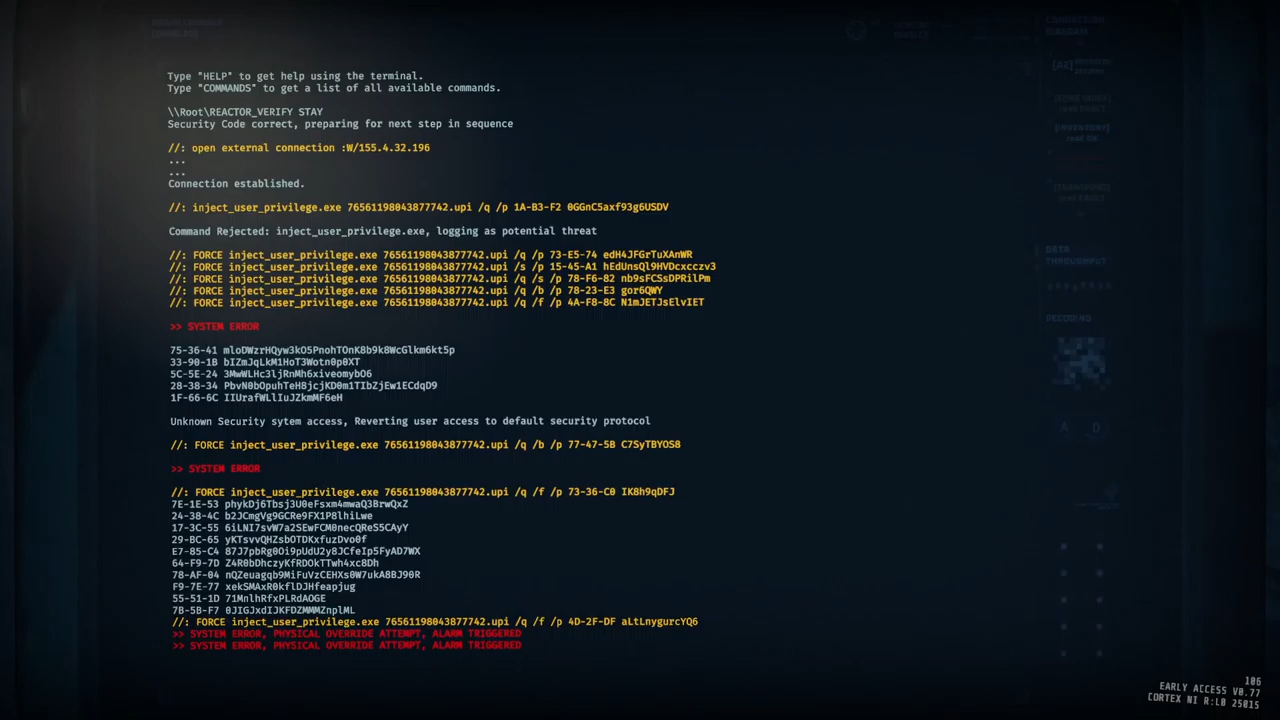 Type "HELP" to get help using the terminal.
Type "COMMANDS" to get a list of all available commands.
\\Root\REACTOR_VERIFY STAY
Security Code correct, preparing for next step in sequence
//: open external connection :W/155.4.32.196
...
...
Connection established.
//: inject_user_privilege.exe 76561198043877742.upi /q /p 1A-B3-F2 0GGnC5axf93g6USDV
Command Rejected: inject_user_privilege.exe, logging as potential threat
//: FORCE inject_user_privilege.exe 76561198043877742.upi /q /p 73-E5-74 edH4JFGrTuXAnWR
//: FORCE inject_user_privilege.exe 76561198043877742.upi /s /p 15-45-A1 hEdUnsQl9HVDcxcczv3
//: FORCE inject_user_privilege.exe 76561198043877742.upi /q /s /p 78-F6-82 nb9sFCSsDPRilPm
//: FORCE inject_user_privilege.exe 76561198043877742.upi /q /b /p 78-23-E3 gor6QWY
//: FORCE inject_user_privilege.exe 76561198043877742.upi /q /f /p 4A-F8-8C N1mJETJsElvIET
>> SYSTEM ERROR
75-36-41 mloDWzrHQyw3kO5PnohTOnK8b9k8WcGlkm6kt5p
33-90-1B bIZmJqLkM1HoT3Wotn0p0XT
5C-5E-24 3MwWLHc3ljRnMh6xiveomybO6
28-38-34 PbvN0bOpuhTeH8jcjKD0m1TIbZjEw1ECdqD9
1F-66-6C IIUrafWLlIuJZkmMF6eH
Unknown Security sytem access, Reverting user access to default security protocol
//: FORCE inject_user_privilege.exe 76561198043877742.upi /q /b /p 77-47-5B C7SyTBYOS8
>> SYSTEM ERROR
//: FORCE inject_user_privilege.exe 76561198043877742.upi /q /f /p 73-36-C0 IK8h9qDFJ
7E-1E-53 phykDj6Tbsj3U0eFsxm4mwaQ3BrwQxZ
24-38-4C b2JCmgVg9GCRe9FX1P8lhiLwe
17-3C-55 6iLNI7svW7a2SEwFCM0necQReS5CAyY
29-BC-65 yKTsvvQHZsbOTDKxfuzDvo0f
E7-85-C4 87J7pbRg0Oi9pUdU2y8JCfeIp5FyAD7WX
64-F9-7D Z4R0bDhczyKfRDOkTTwh4xc8Dh
78-AF-04 nQZeuagqb9MiFuVzCEHXs0W7ukA8BJ90R
F9-7E-77 xekSMAxR0kflDJHfeapjug
55-51-1D 71MnlhRfxPLRdAOGE
7B-5B-F7 0JIGJxdIJKFDZMMMZnplML
//: FORCE inject_user_privilege.exe 76561198043877742.upi /q /f /p 4D-2F-DF aLtLnygurcYQ6
>> SYSTEM ERROR, PHYSICAL OVERRIDE ATTEMPT, ALARM TRIGGERED
>> SYSTEM ERROR, PHYSICAL OVERRIDE ATTEMPT, ALARM TRIGGERED
CONNECTION
DIAGRAM
DATA
THROUGHPUT
DECODING
A D
106
EARLY ACCESS V0.77
CORTEX NI R:L0 25015